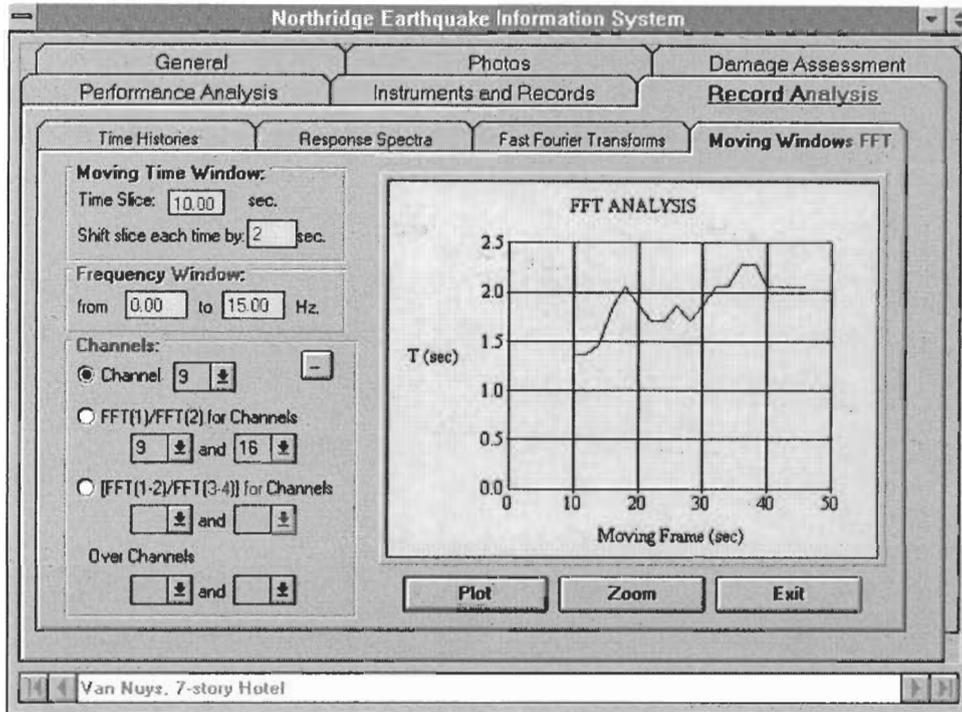 Northridge Earthquake Information System
General Photos Damage Assessment
Performance Analysis Instruments and Records Record Analysis
Time Histories Response Spectra Fast Fourier Transforms Moving Windows FFT
Moving Time Window:
Time Slice: 10.00 sec.
Shift slice each time by: 2 sec.
Frequency Window:
from 0.00 to 15.00 Hz.
Channels:
Channel 9 -
FFT(1)/FFT(2) for Channels
9 and 16
[FFT(1-2)/FFT(3-4)] for Channels
and
Over Channels
and
FFT ANALYSIS
2.5
2.0
1.5
T (sec)
1.0
0.5
0.0
0 10 20 30 40 50
Moving Frame (sec)
Plot Zoom Exit
Van Nuys, 7-story Hotel